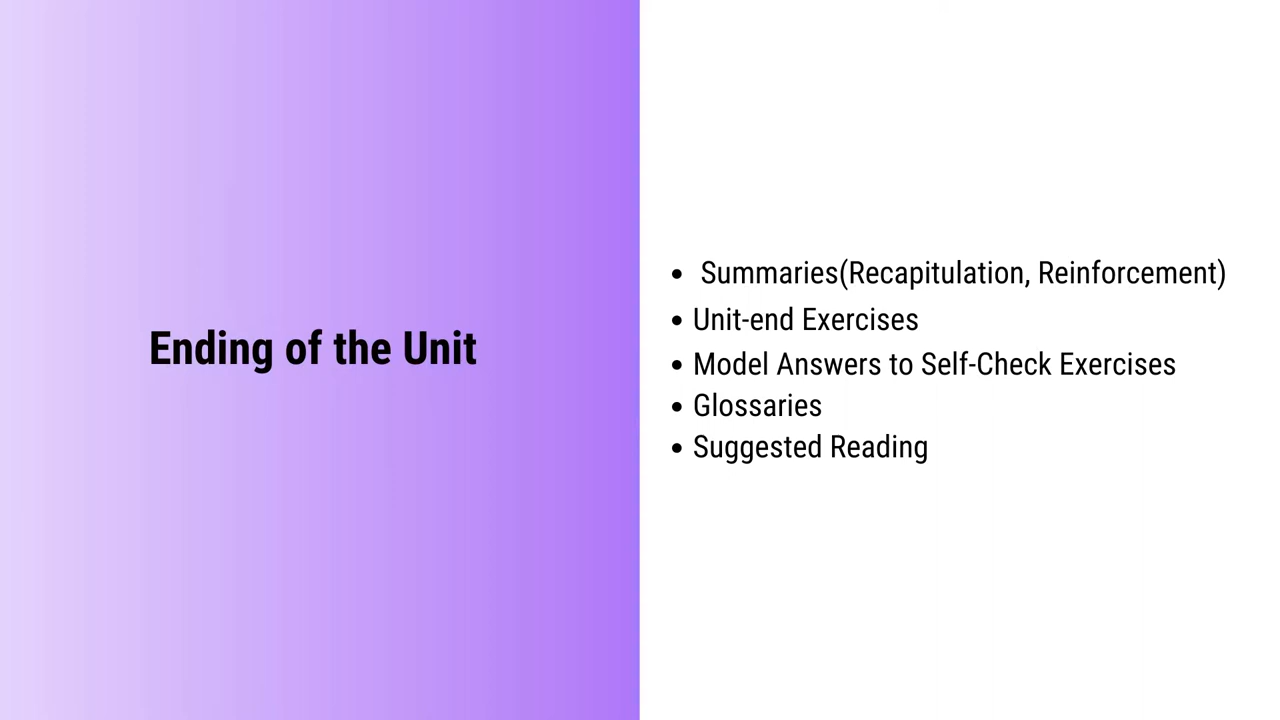 Ending of the Unit
• Summaries(Recapitulation, Reinforcement)
• Unit-end Exercises
• Model Answers to Self-Check Exercises
• Glossaries
• Suggested Reading